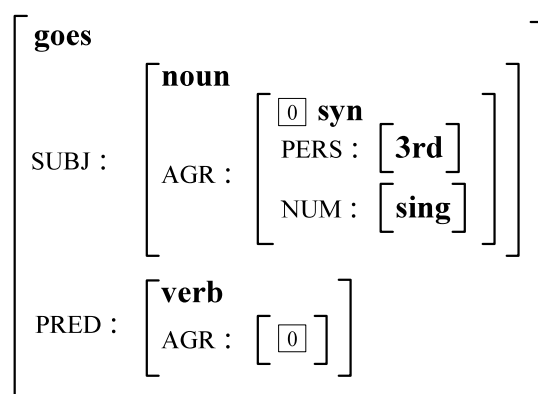 goes
noun
0 syn
PERS : 3rd
SUBJ :
AGR :
NUM : sing
verb
PRED :
AGR : 0